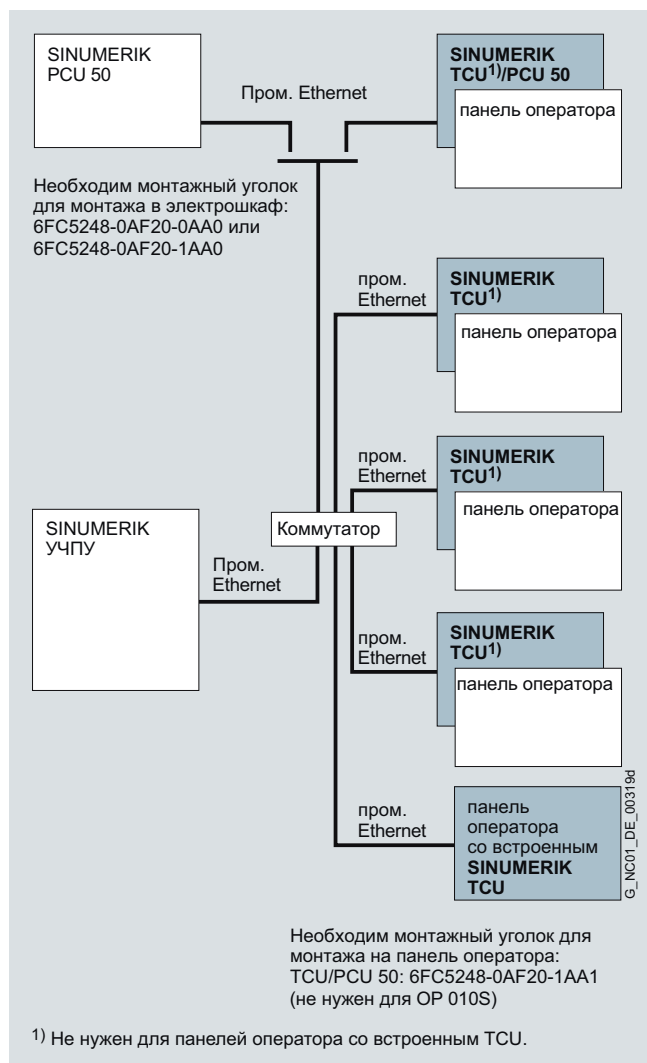 SINUMERIK
PCU 50
Пром. Ethernet
SINUMERIK
TCU1)/PCU 50
панель оператора
Необходим монтажный уголок
для монтажа в электрошкаф:
6FC5248-0AF20-0AA0 или
6FC5248-0AF20-1AA0
пром.
Ethernet
SINUMERIK
TCU1)
панель оператора
пром.
Ethernet
SINUMERIK
TCU1)
панель оператора
SINUMERIK
УЧПУ
Пром.
Ethernet
Коммутатор
пром.
Ethernet
SINUMERIK
TCU1)
панель оператора
пром.
Ethernet
панель
оператора
со встроенным
SINUMERIK
TCU
G_NC01_DE_00319d
Необходим монтажный уголок для
монтажа на панель оператора:
TCU/PCU 50: 6FC5248-0AF20-1AA1
(не нужен для OP 010S)
1) Не нужен для панелей оператора со встроенным TCU.